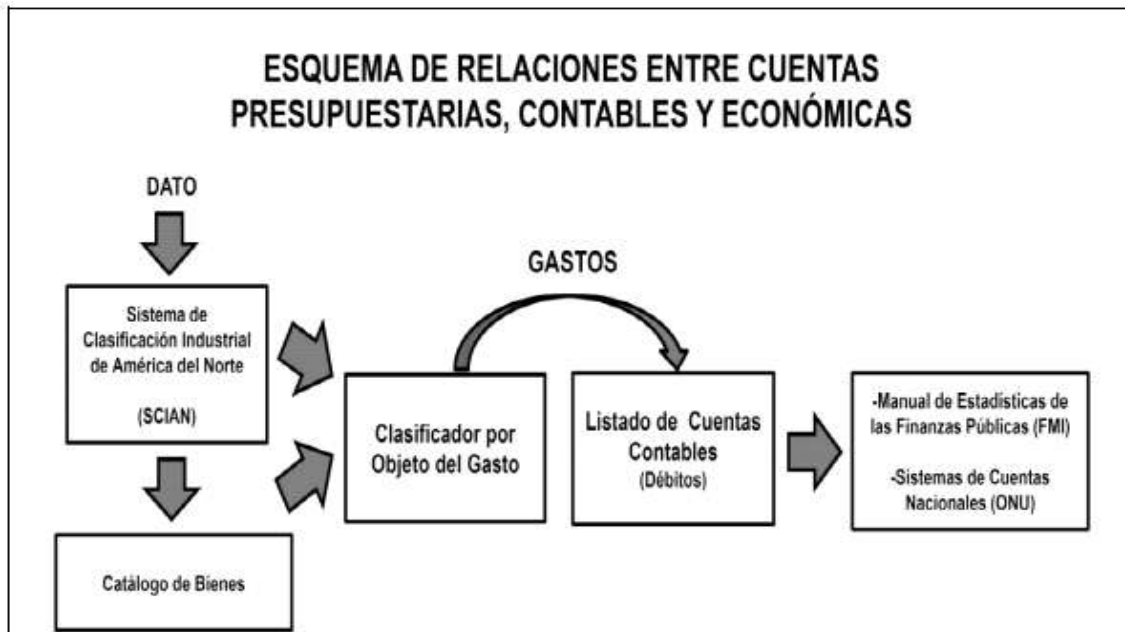 ESQUEMA DE RELACIONES ENTRE CUENTAS
PRESUPUESTARIAS, CONTABLES Y ECONÓMICAS
DATO
GASTOS
Sistema de
Clasificación Industrial
de América del Norte
(SCIAN)
Clasificador por
Objeto del Gasto
Listado de Cuentas
Contables
(Débitos)
-Manual de Estadísticas de
las Finanzas Públicas (FMI)
-Sistemas de Cuentas
Nacionales (ONU)
Catálogo de Bienes